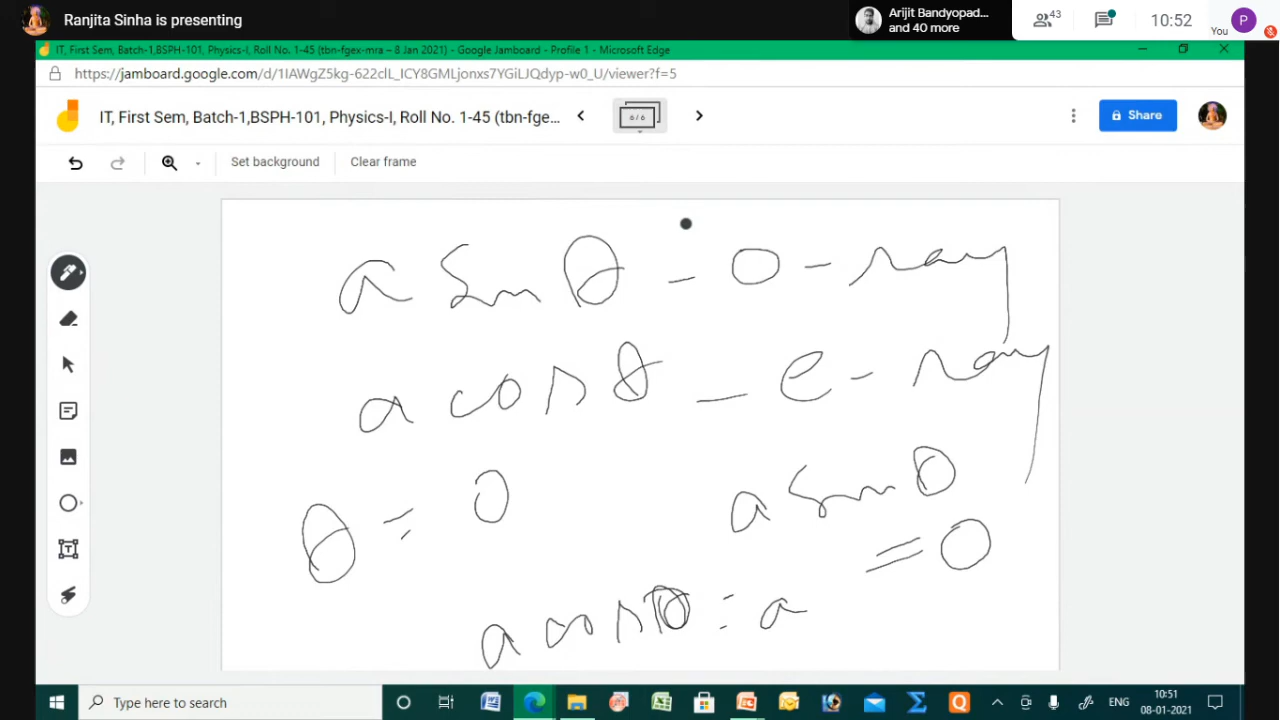 Ranjita Sinha is presenting
Arijit Bandyopad...
and 40 more
43
10:52
You
P
IT, First Sem, Batch-1,BSPH-101, Physics-I, Roll No. 1-45 (tbn-fgex-mra – 8 Jan 2021) - Google Jamboard - Profile 1 - Microsoft Edge
https://jamboard.google.com/d/1IAWgZ5kg-622clL_ICY8GMLjonxs7YGiLJQdyp-w0_U/viewer?f=5
IT, First Sem, Batch-1,BSPH-101, Physics-I, Roll No. 1-45 (tbn-fge...
6 / 6
Share
Set background
Clear frame
a sin θ - o - ray
a cos θ - e - ray
θ = 0
a sin 0
= 0
a cos θ = a
Type here to search
ENG
10:51
08-01-2021